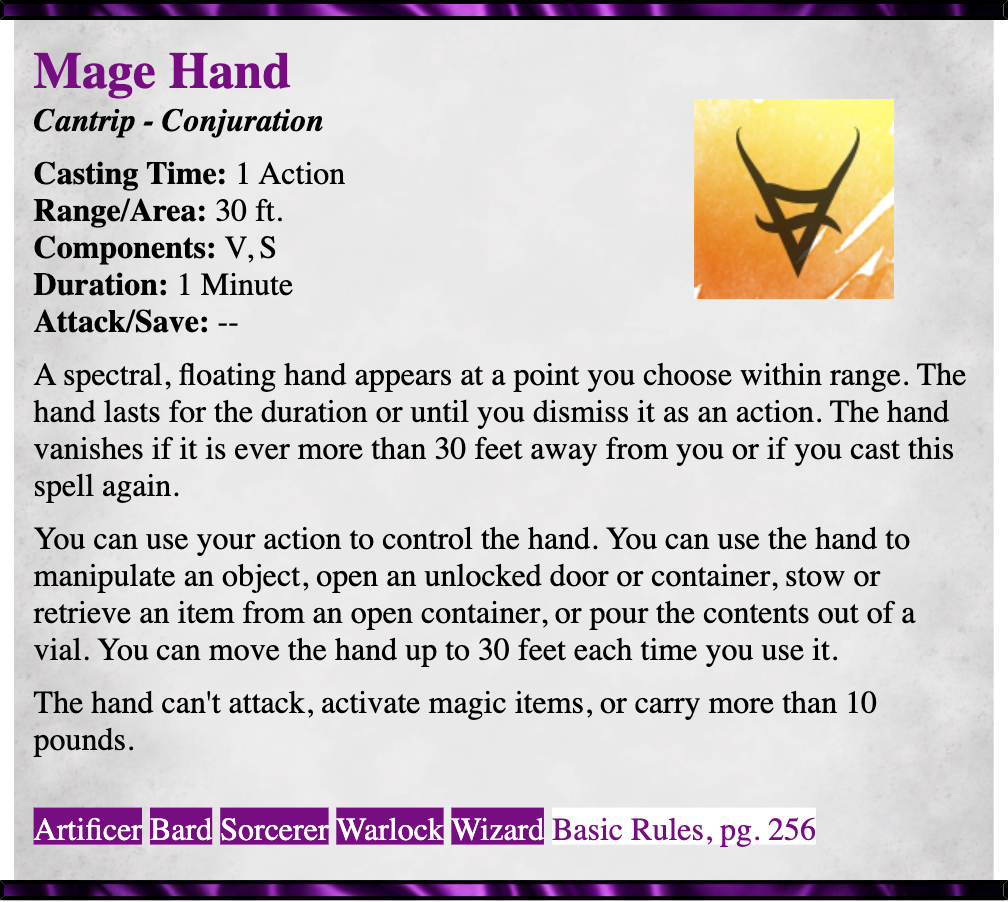 Mage Hand
Cantrip - Conjuration
Casting Time: 1 Action
Range/Area: 30 ft.
Components: V, S
Duration: 1 Minute
Attack/Save: --
A spectral, floating hand appears at a point you choose within range. The
hand lasts for the duration or until you dismiss it as an action. The hand
vanishes if it is ever more than 30 feet away from you or if you cast this
spell again.
You can use your action to control the hand. You can use the hand to
manipulate an object, open an unlocked door or container, stow or
retrieve an item from an open container, or pour the contents out of a
vial. You can move the hand up to 30 feet each time you use it.
The hand can't attack, activate magic items, or carry more than 10
pounds.
Artificer Bard Sorcerer Warlock Wizard Basic Rules, pg. 256